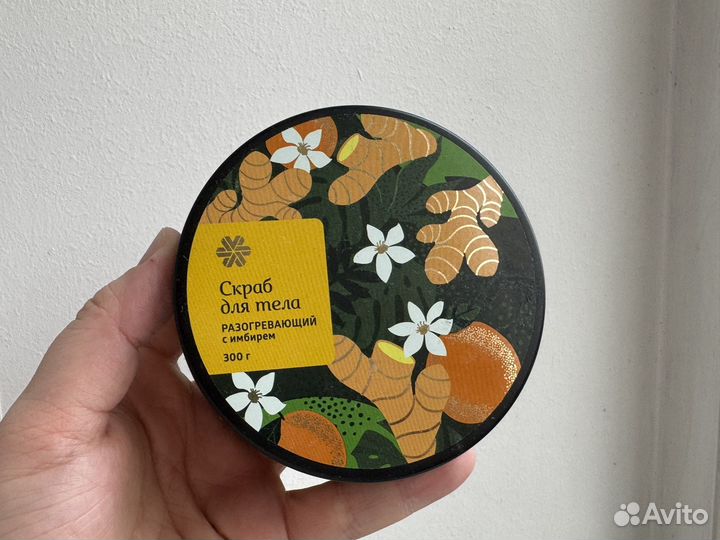 Скраб
для тела
РАЗОГРЕВАЮЩИЙ
с имбирем
300 г
Avito